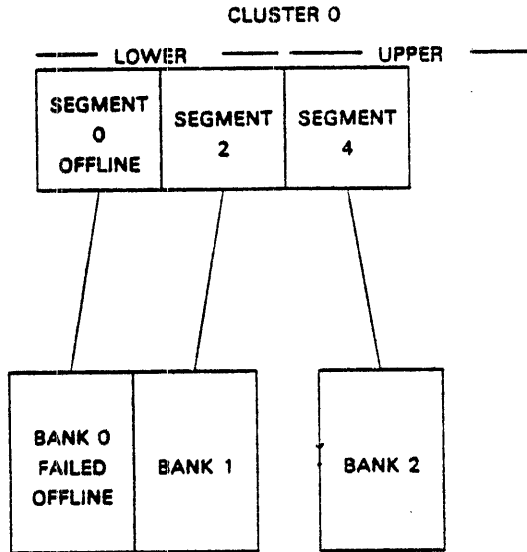 CLUSTER 0
LOWER UPPER
SEGMENT
0
OFFLINE
SEGMENT
2
SEGMENT
4
BANK 0
FAILED
OFFLINE
BANK 1
BANK 2